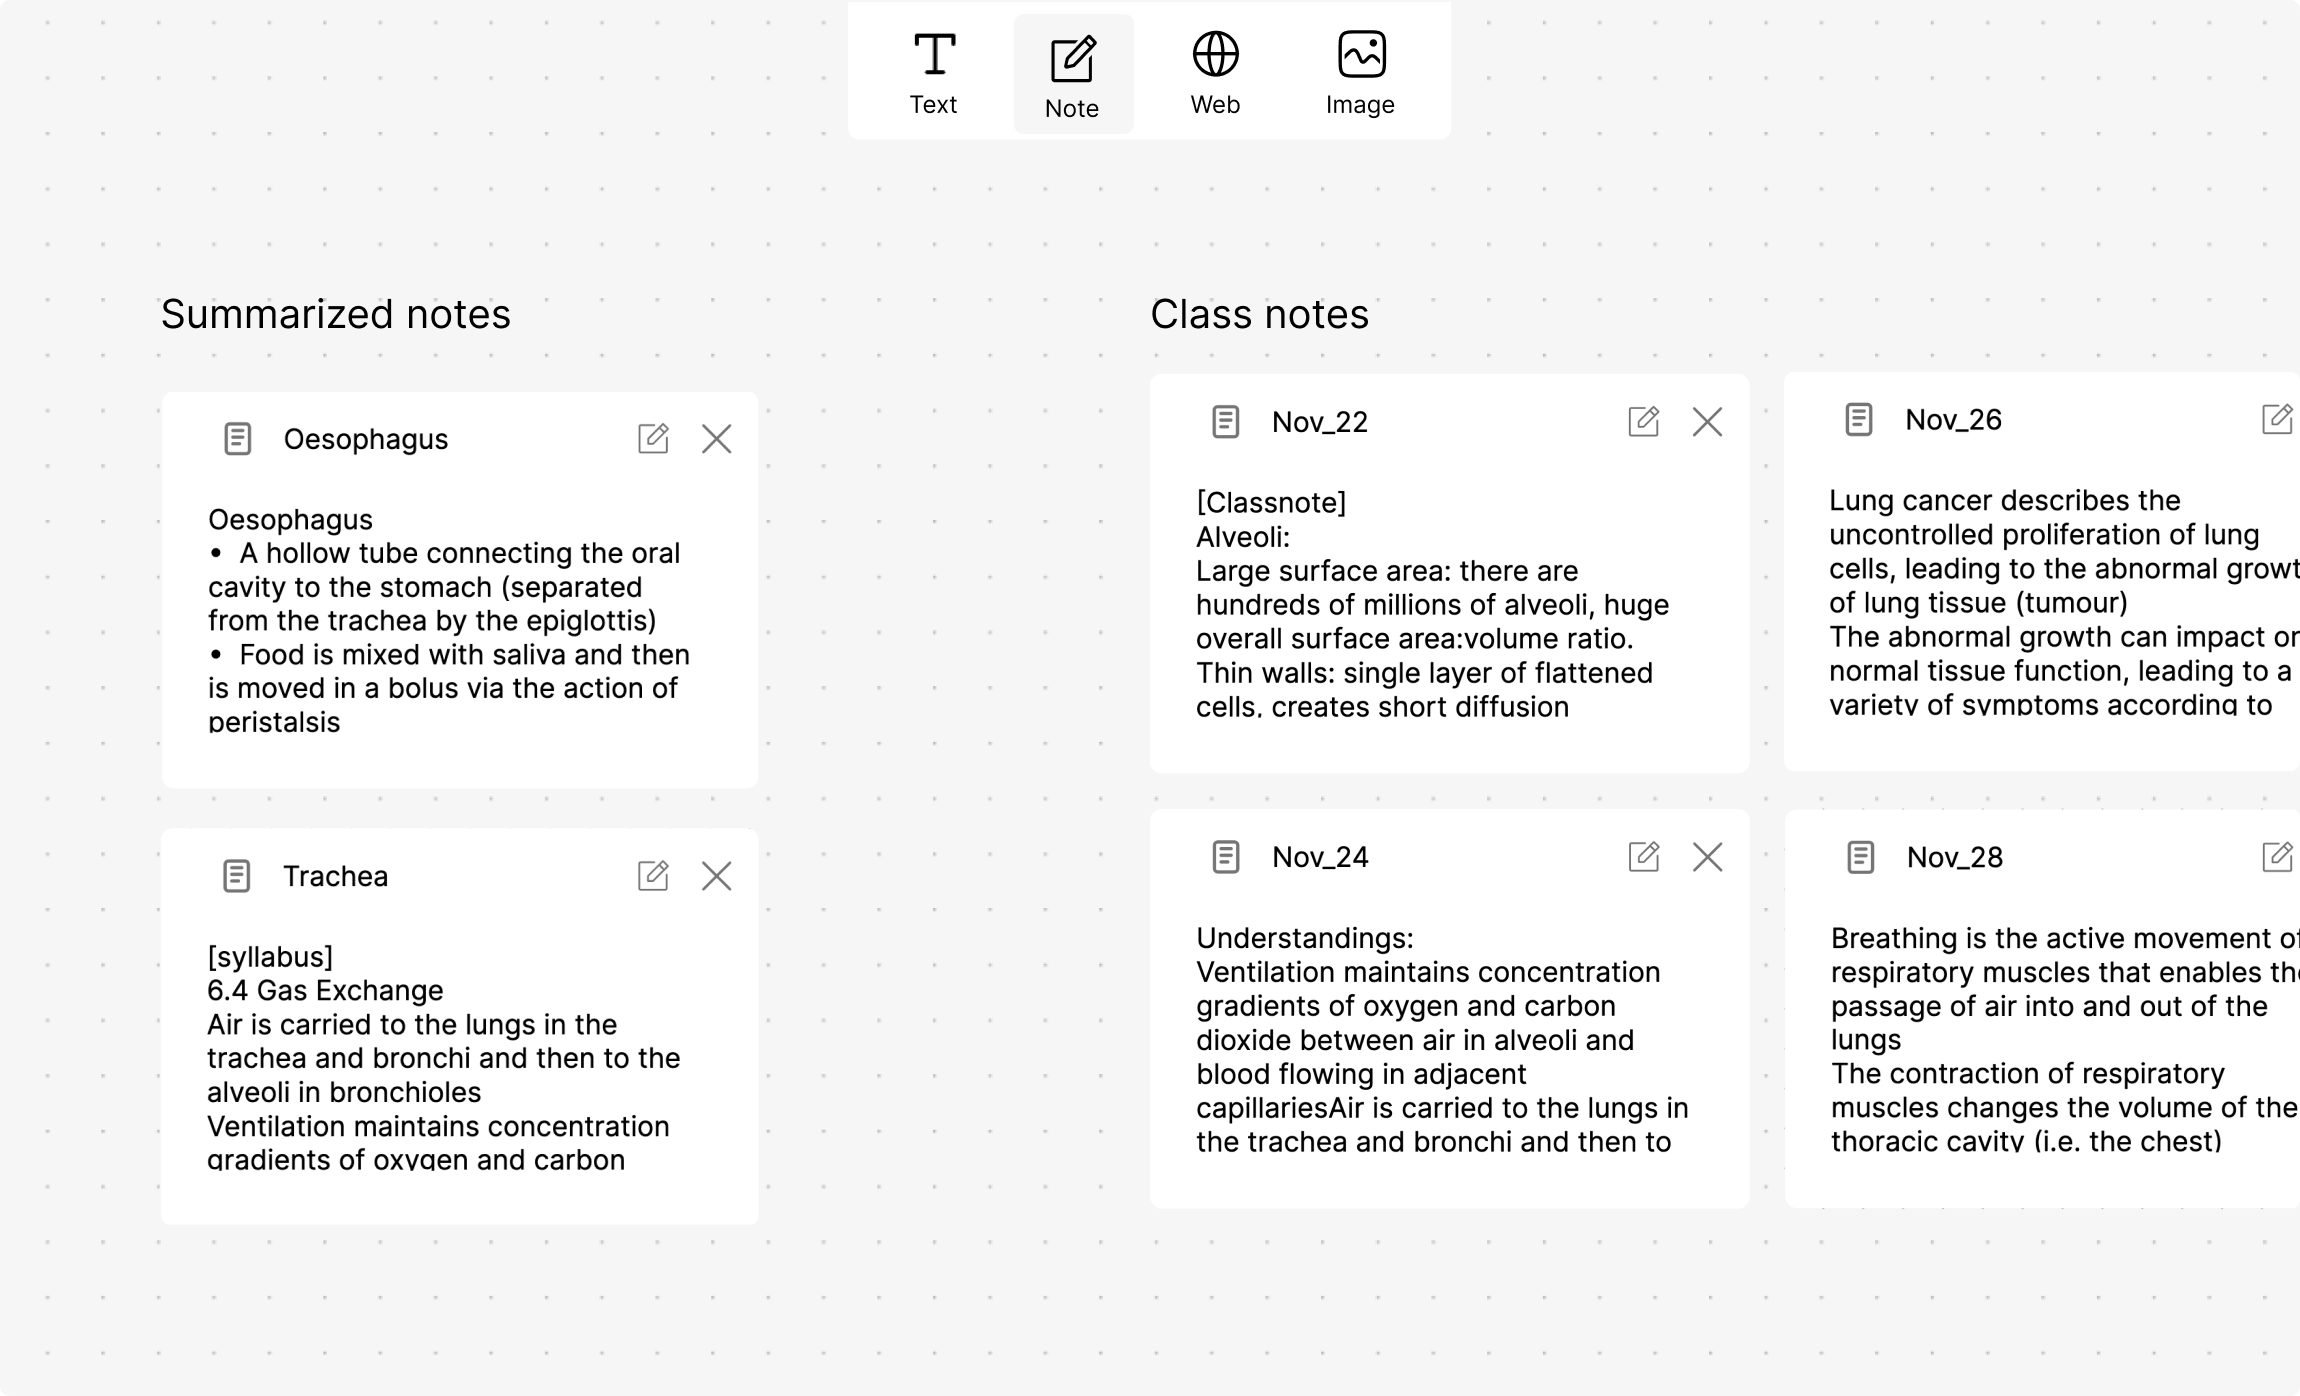 Text
Note
Web
Image
Summarized notes
Oesophagus
Oesophagus
• A hollow tube connecting the oral
cavity to the stomach (separated
from the trachea by the epiglottis)
• Food is mixed with saliva and then
is moved in a bolus via the action of
peristalsis
Trachea
[syllabus]
6.4 Gas Exchange
Air is carried to the lungs in the
trachea and bronchi and then to the
alveoli in bronchioles
Ventilation maintains concentration
gradients of oxygen and carbon
Class notes
Nov_22
[Classnote]
Alveoli:
Large surface area: there are
hundreds of millions of alveoli, huge
overall surface area:volume ratio.
Thin walls: single layer of flattened
cells, creates short diffusion
Nov_24
Understandings:
Ventilation maintains concentration
gradients of oxygen and carbon
dioxide between air in alveoli and
blood flowing in adjacent
capillariesAir is carried to the lungs in
the trachea and bronchi and then to
Nov_26
Lung cancer describes the
uncontrolled proliferation of lung
cells, leading to the abnormal
of lung tissue (tumour)
The abnormal growth can impact
normal tissue function, leading to a
variety of symptoms according to
Nov_28
Breathing is the active movement
respiratory muscles that enables
passage of air into and out of the
lungs
The contraction of respiratory
muscles changes the volume of the
thoracic cavity (i.e. the chest)